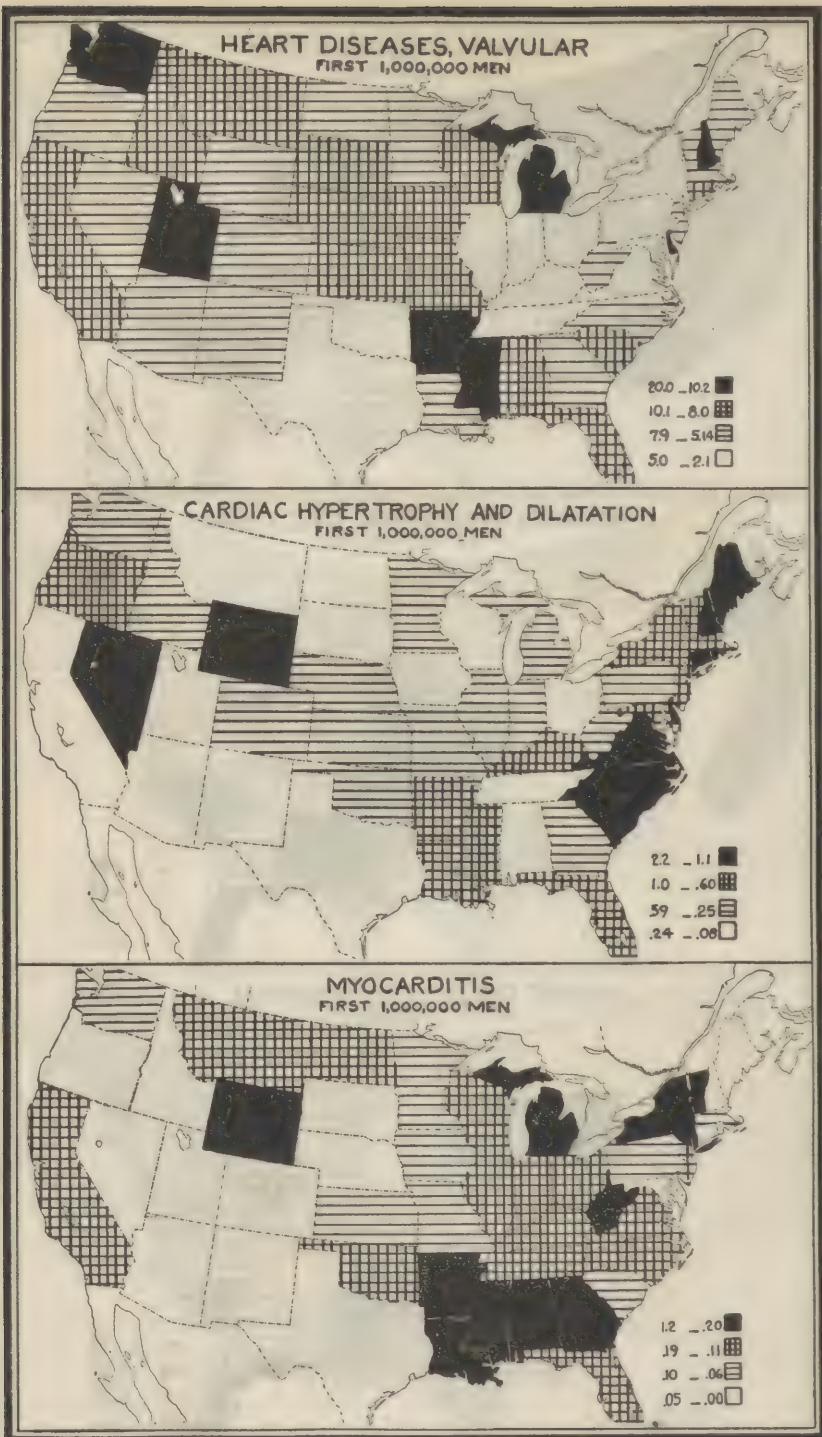 HEART DISEASES, VALVULAR
FIRST 1,000,000 MEN
20.0 _ 10.2
10.1 _ 8.0
7.9 _ 5.14
5.0 _ 2.1
CARDIAC HYPERTROPHY AND DILATATION
FIRST 1,000,000 MEN
2.2 _ 1.1
1.0 _ .60
.59 _ .25
.24 _ .08
MYOCARDITIS
FIRST 1,000,000 MEN
1.2 _ .20
.19 _ .11
.10 _ .06
.05 _ .00